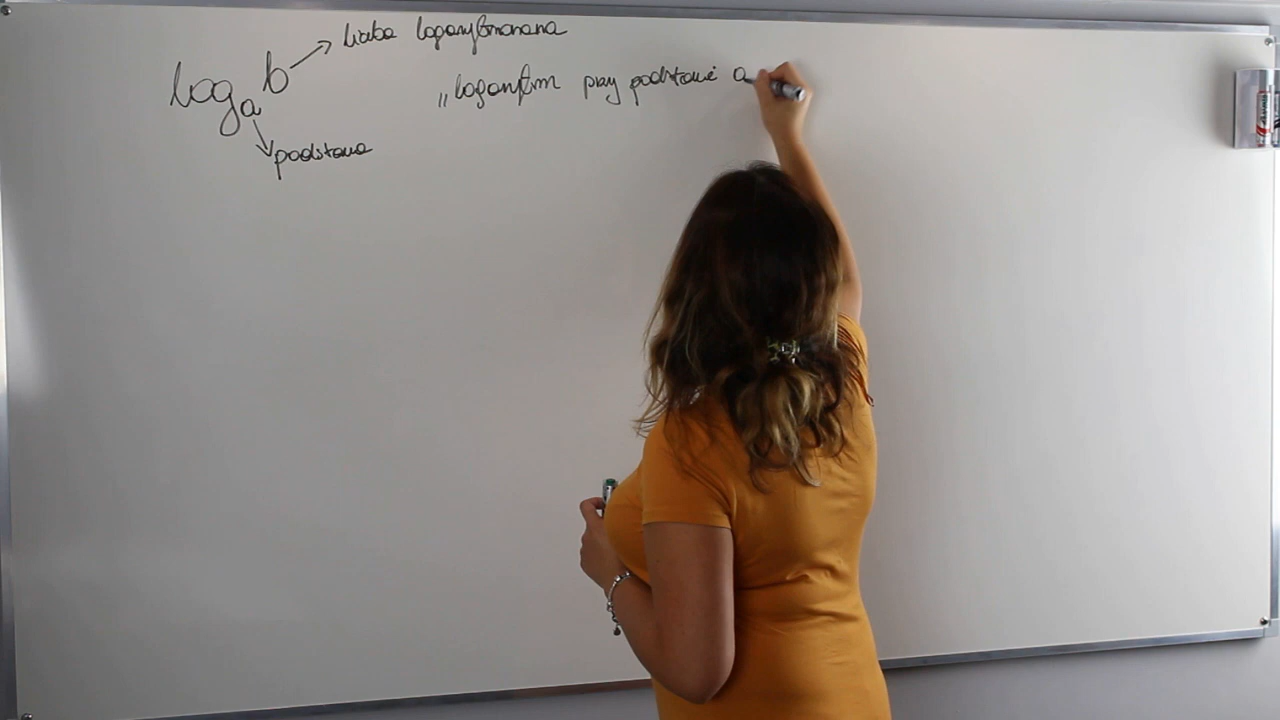 log_a b → liczba logarytmowana
„logarytm przy podstawie a
podstawa